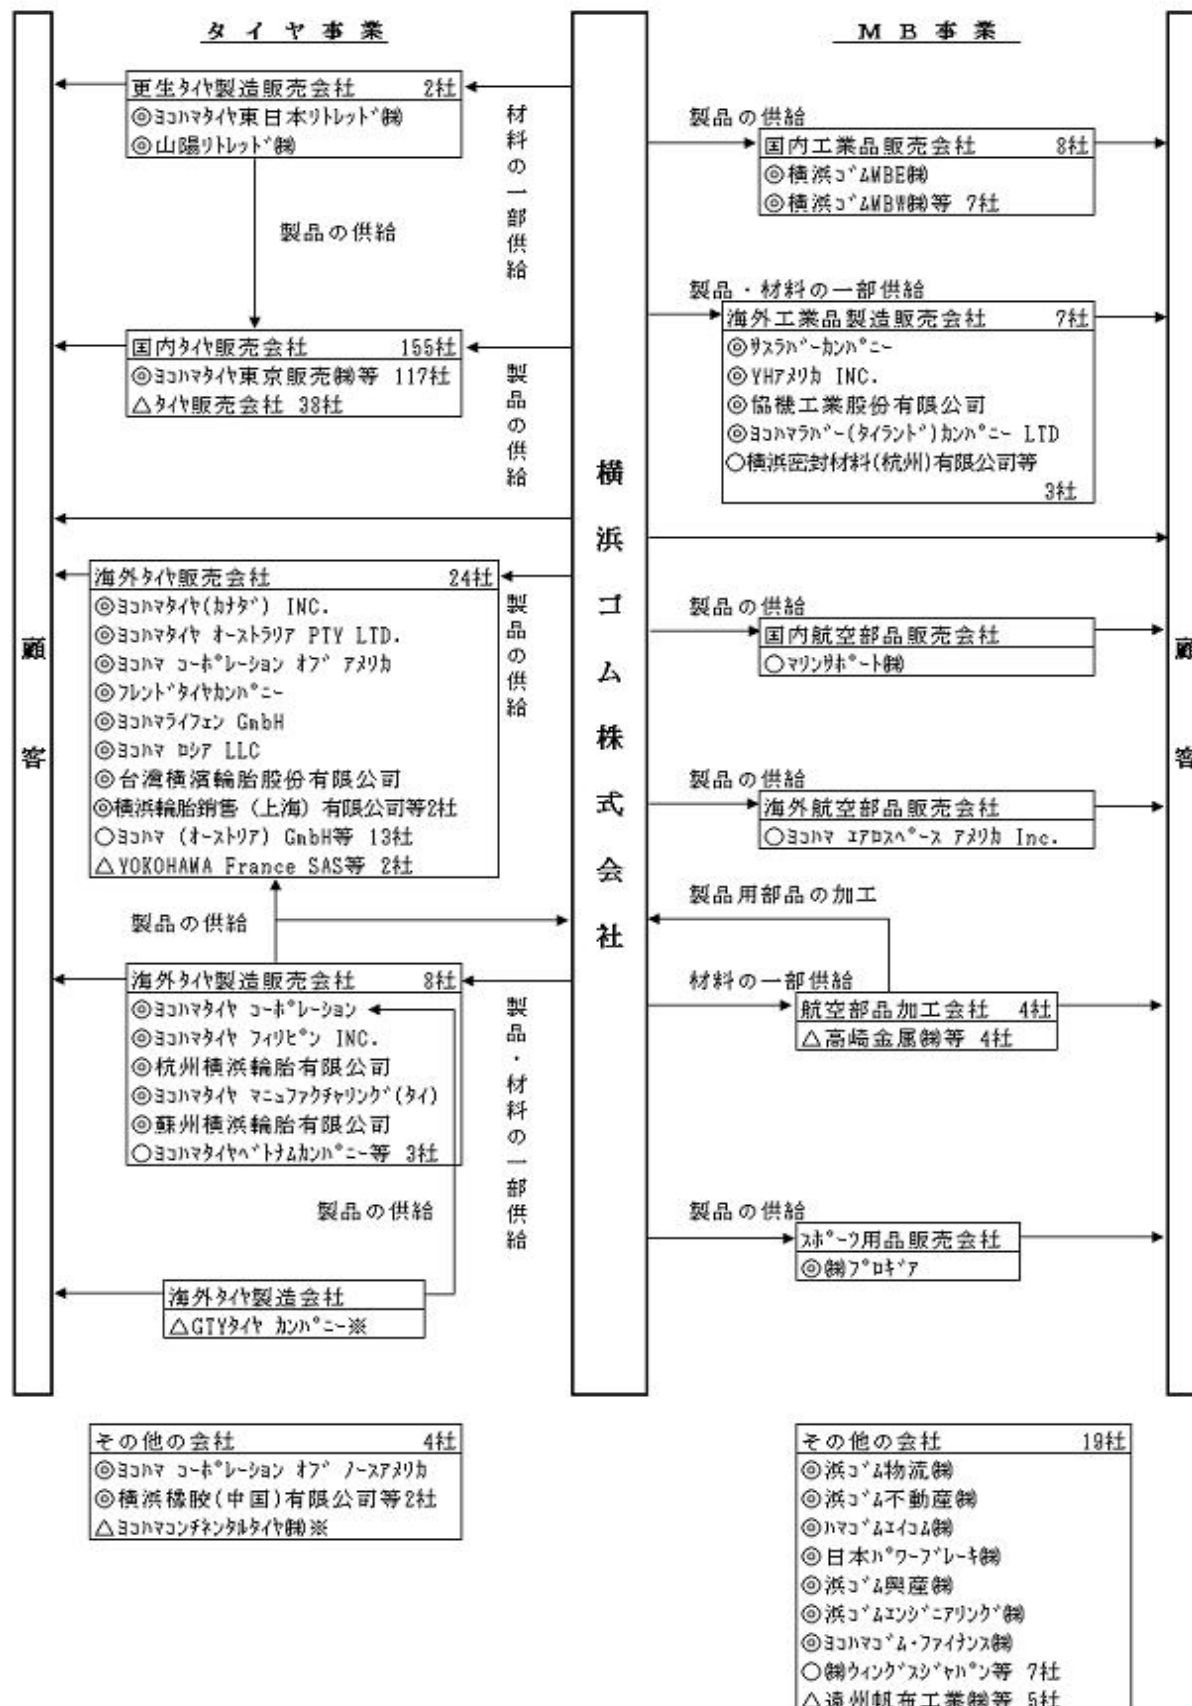 タイヤ事業
更生ﾀｲﾔ製造販売会社 2社
◎ﾖｺﾊﾏﾀｲﾔ東日本ﾘﾄﾚｯﾄﾞ㈱
◎山陽ﾘﾄﾚｯﾄﾞ㈱
材料の一部供給
製品の供給
国内ﾀｲﾔ販売会社 155社
◎ﾖｺﾊﾏﾀｲﾔ東京販売㈱等 117社
△ﾀｲﾔ販売会社 38社
製品の供給
海外ﾀｲﾔ販売会社 24社
◎ﾖｺﾊﾏﾀｲﾔ(ｶﾅﾀﾞ) INC.
◎ﾖｺﾊﾏﾀｲﾔ ｵｰｽﾄﾗﾘｱ PTY LTD.
◎ﾖｺﾊﾏ ｺｰﾎﾟﾚｰｼｮﾝ ｵﾌﾞ ｱﾒﾘｶ
◎ﾌﾚﾝﾄﾞﾀｲﾔｶﾝﾊﾟﾆｰ
◎ﾖｺﾊﾏﾗｲﾌｪﾝ GmbH
◎ﾖｺﾊﾏ ﾛｼｱ LLC
◎台灣橫濱輪胎股份有限公司
◎横浜輪胎銷售（上海）有限公司等2社
○ﾖｺﾊﾏ（ｵｰｽﾄﾘｱ）GmbH等 13社
△YOKOHAMA France SAS等 2社
製品の供給
製品の供給
海外ﾀｲﾔ製造販売会社 8社
◎ﾖｺﾊﾏﾀｲﾔ ｺｰﾎﾟﾚｰｼｮﾝ
◎ﾖｺﾊﾏﾀｲﾔ ﾌｨﾘﾋﾟﾝ INC.
◎杭州横浜輪胎有限公司
◎ﾖｺﾊﾏﾀｲﾔ ﾏﾆｭﾌｧｸﾁｬﾘﾝｸﾞ(ﾀｲ)
◎蘇州横浜輪胎有限公司
○ﾖｺﾊﾏﾀｲﾔﾍﾞﾄﾅﾑｶﾝﾊﾟﾆｰ等 3社
製品・材料の一部供給
製品の供給
海外ﾀｲﾔ製造会社
△GTYﾀｲﾔ ｶﾝﾊﾟﾆｰ※
顧客
横浜ゴム株式会社
MB事業
製品の供給
国内工業品販売会社 8社
◎横浜ｺﾞﾑMBE㈱
◎横浜ｺﾞﾑMBW㈱等 7社
製品・材料の一部供給
海外工業品製造販売会社 7社
◎ｻｽﾗﾊﾞｰｶﾝﾊﾟﾆｰ
◎YHｱﾒﾘｶ INC.
◎協機工業股份有限公司
◎ﾖｺﾊﾏﾗﾊﾞｰ(ﾀｲﾗﾝﾄﾞ)ｶﾝﾊﾟﾆｰ LTD
○横浜密封材料(杭州)有限公司等
3社
製品の供給
国内航空部品販売会社
○ﾏﾘﾝｻﾎﾟｰﾄ㈱
製品の供給
海外航空部品販売会社
○ﾖｺﾊﾏ ｴｱﾛｽﾍﾟｰｽ ｱﾒﾘｶ Inc.
製品用部品の加工
材料の一部供給
航空部品加工会社 4社
△高崎金属㈱等 4社
製品の供給
ｽﾎﾟｰﾂ用品販売会社
◎㈱ﾌﾟﾛｷﾞｱ
顧客
その他の会社 4社
◎ﾖｺﾊﾏ ｺｰﾎﾟﾚｰｼｮﾝ ｵﾌﾞ ﾉｰｽｱﾒﾘｶ
◎横浜橡胶(中国)有限公司等2社
△ﾖｺﾊﾏｺﾝﾁﾈﾝﾀﾙﾀｲﾔ㈱※
その他の会社 19社
◎浜ｺﾞﾑ物流㈱
◎浜ｺﾞﾑ不動産㈱
◎ﾊﾏｺﾞﾑｴｲｺﾑ㈱
◎日本ﾊﾟﾜｰﾌﾞﾚｰｷ㈱
◎浜ｺﾞﾑ興産㈱
◎浜ｺﾞﾑｴﾝｼﾞﾆｱﾘﾝｸﾞ㈱
◎ﾖｺﾊﾏｺﾞﾑ・ﾌｧｲﾅﾝｽ㈱
○㈱ｳｨﾝｸﾞｽｼﾞｬﾊﾟﾝ等 7社
△遠州帆布工業㈱等 5社